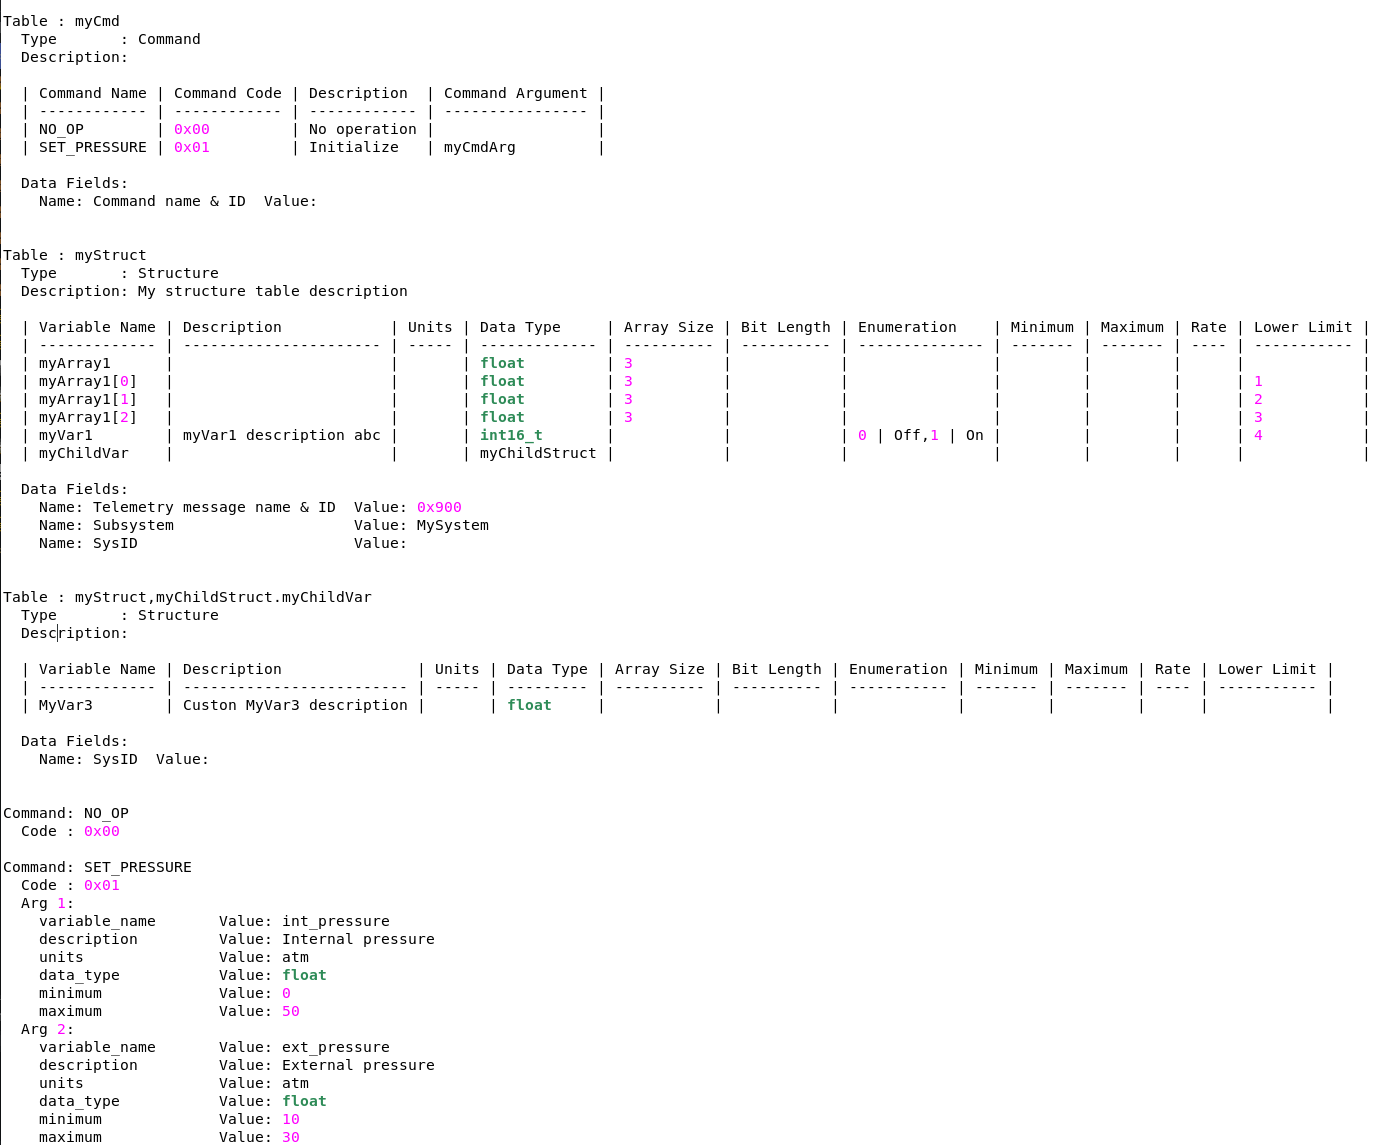 Table : myCmd
  Type       : Command
  Description:

  | Command Name | Command Code | Description  | Command Argument |
  | ------------ | ------------ | ------------ | ---------------- |
  | NO_OP        | 0x00         | No operation |                  |
  | SET_PRESSURE | 0x01         | Initialize   | myCmdArg         |

  Data Fields:
    Name: Command name & ID  Value:


Table : myStruct
  Type       : Structure
  Description: My structure table description

  | Variable Name | Description            | Units | Data Type     | Array Size | Bit Length | Enumeration    | Minimum | Maximum | Rate | Lower Limit |
  | ------------- | ---------------------- | ----- | ------------- | ---------- | ---------- | -------------- | ------- | ------- | ---- | ----------- |
  | myArray1      |                        |       | float         | 3          |            |                |         |         |      |             |
  | myArray1[0]   |                        |       | float         | 3          |            |                |         |         |      | 1           |
  | myArray1[1]   |                        |       | float         | 3          |            |                |         |         |      | 2           |
  | myArray1[2]   |                        |       | float         | 3          |            |                |         |         |      | 3           |
  | myVar1        | myVar1 description abc |       | int16_t       |            |            | 0 | Off,1 | On |         |         |      | 4           |
  | myChildVar    |                        |       | myChildStruct |            |            |                |         |         |      |             |

  Data Fields:
    Name: Telemetry message name & ID  Value: 0x900
    Name: Subsystem                    Value: MySystem
    Name: SysID                        Value:


Table : myStruct,myChildStruct.myChildVar
  Type       : Structure
  Description:

  | Variable Name | Description               | Units | Data Type | Array Size | Bit Length | Enumeration | Minimum | Maximum | Rate | Lower Limit |
  | ------------- | ------------------------- | ----- | --------- | ---------- | ---------- | ----------- | ------- | ------- | ---- | ----------- |
  | MyVar3        | Custon MyVar3 description |       | float     |            |            |             |         |         |      |             |

  Data Fields:
    Name: SysID  Value:


Command: NO_OP
  Code : 0x00

Command: SET_PRESSURE
  Code : 0x01
  Arg 1:
    variable_name       Value: int_pressure
    description         Value: Internal pressure
    units               Value: atm
    data_type           Value: float
    minimum             Value: 0
    maximum             Value: 50
  Arg 2:
    variable_name       Value: ext_pressure
    description         Value: External pressure
    units               Value: atm
    data_type           Value: float
    minimum             Value: 10
    maximum             Value: 30